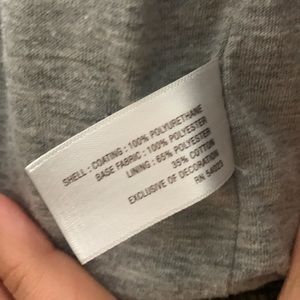 SHELL : COATING : 100% POLYURETHANE
BASE FABRIC : 100% POLYESTER
LINING : 65% POLYESTER
35% COTTON
EXCLUSIVE OF DECORATION
RN 54023